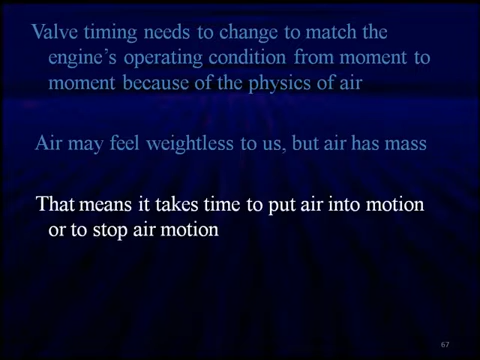 Valve timing needs to change to match the
engine's operating condition from moment to
moment because of the physics of air
Air may feel weightless to us, but air has mass
That means it takes time to put air into motion
or to stop air motion
67